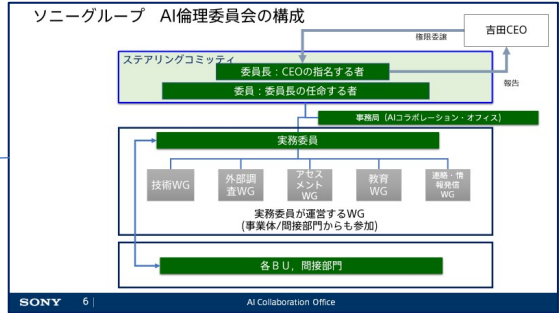 ソニーグループ　AI倫理委員会の構成
吉田CEO
権限委譲
報告
ステアリングコミッティ
委員長：CEOの指名する者
委員：委員長の任命する者
事務局（AIコラボレーション・オフィス）
実務委員
技術WG
外部調
査WG
アセス
メント
WG
教育
WG
連絡・情
報発信
WG
実務委員が運営するWG
(事業体/間接部門からも参加)
各ＢＵ，間接部門
SONY
6
AI Collaboration Office